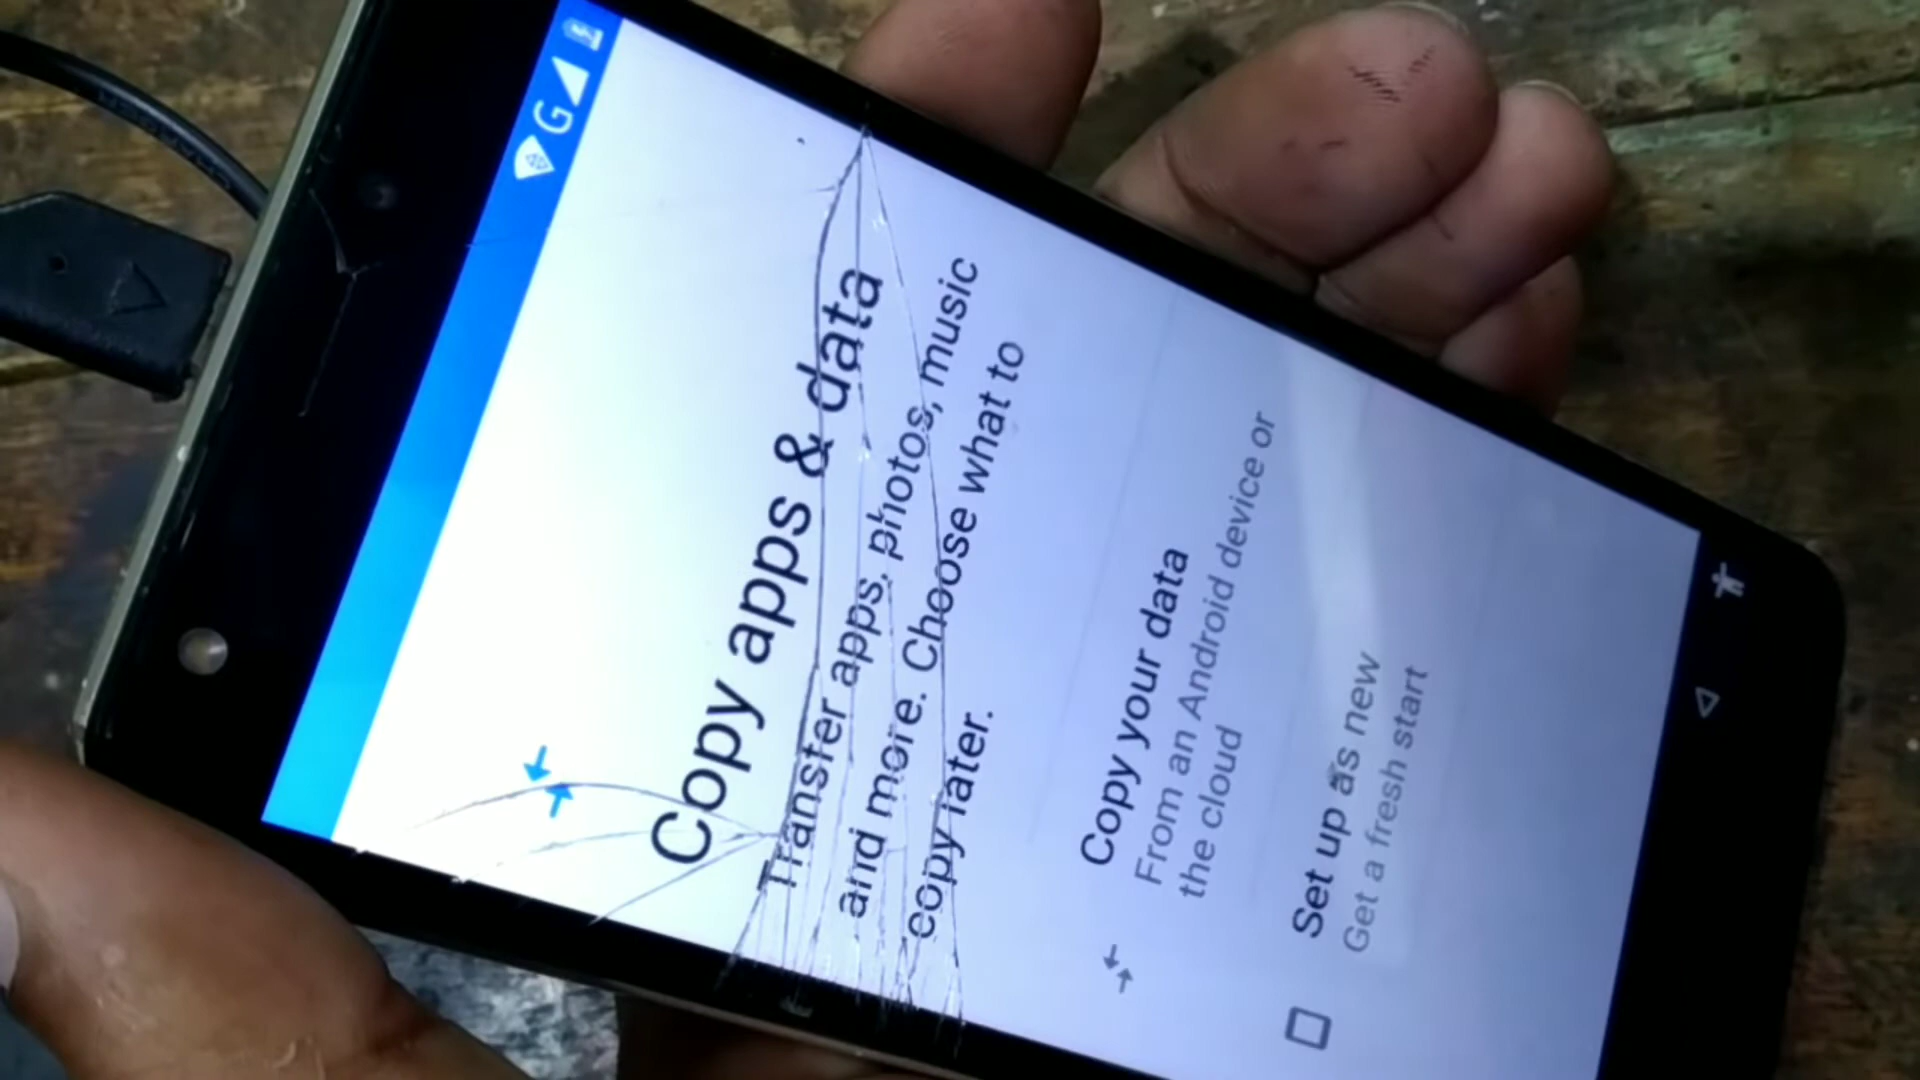 G
Copy apps & data
Transfer apps, photos, music
and more. Choose what to
copy later.
Copy your data
From an Android device or
the cloud
Set up as new
Get a fresh start